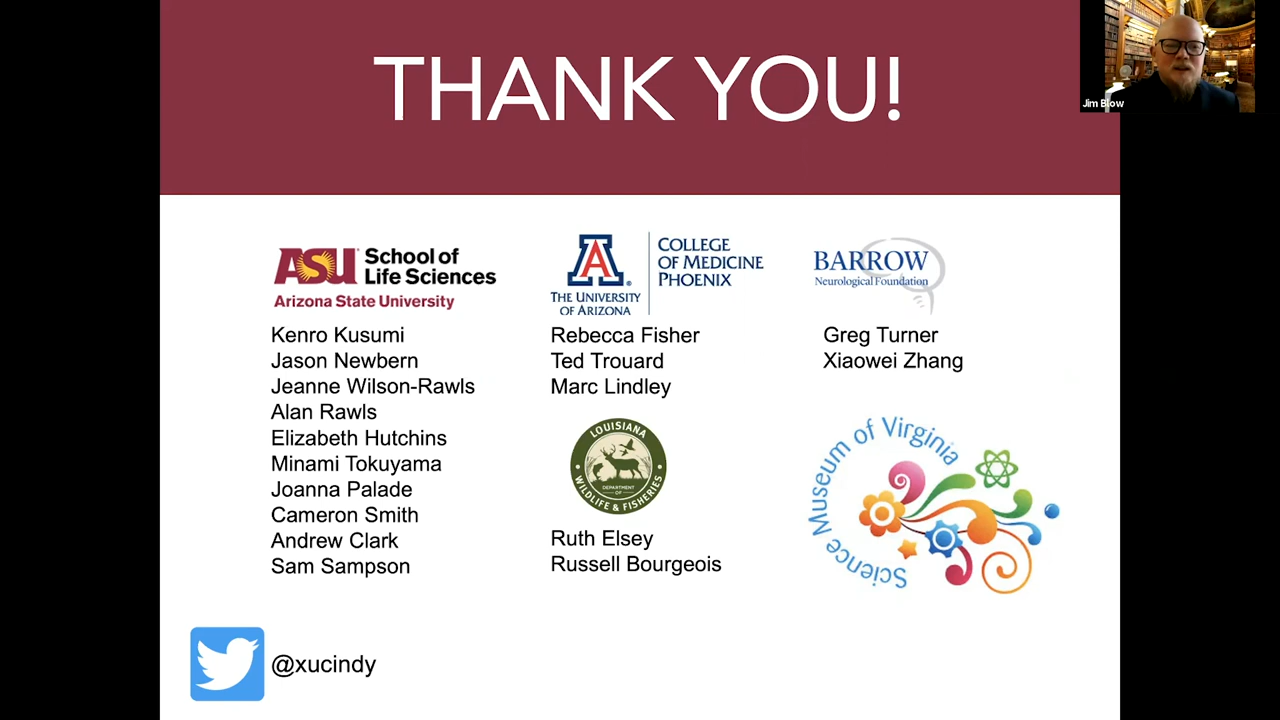 THANK YOU!
Jim Blow
ASU School of
Life Sciences
Arizona State University
Kenro Kusumi
Jason Newbern
Jeanne Wilson-Rawls
Alan Rawls
Elizabeth Hutchins
Minami Tokuyama
Joanna Palade
Cameron Smith
Andrew Clark
Sam Sampson
A
THE UNIVERSITY
OF ARIZONA
COLLEGE
OF MEDICINE
PHOENIX
Rebecca Fisher
Ted Trouard
Marc Lindley
LOUISIANA
DEPARTMENT
OF
WILDLIFE & FISHERIES
Ruth Elsey
Russell Bourgeois
BARROW
Neurological Foundation
Greg Turner
Xiaowei Zhang
Science Museum of Virginia
@xucindy